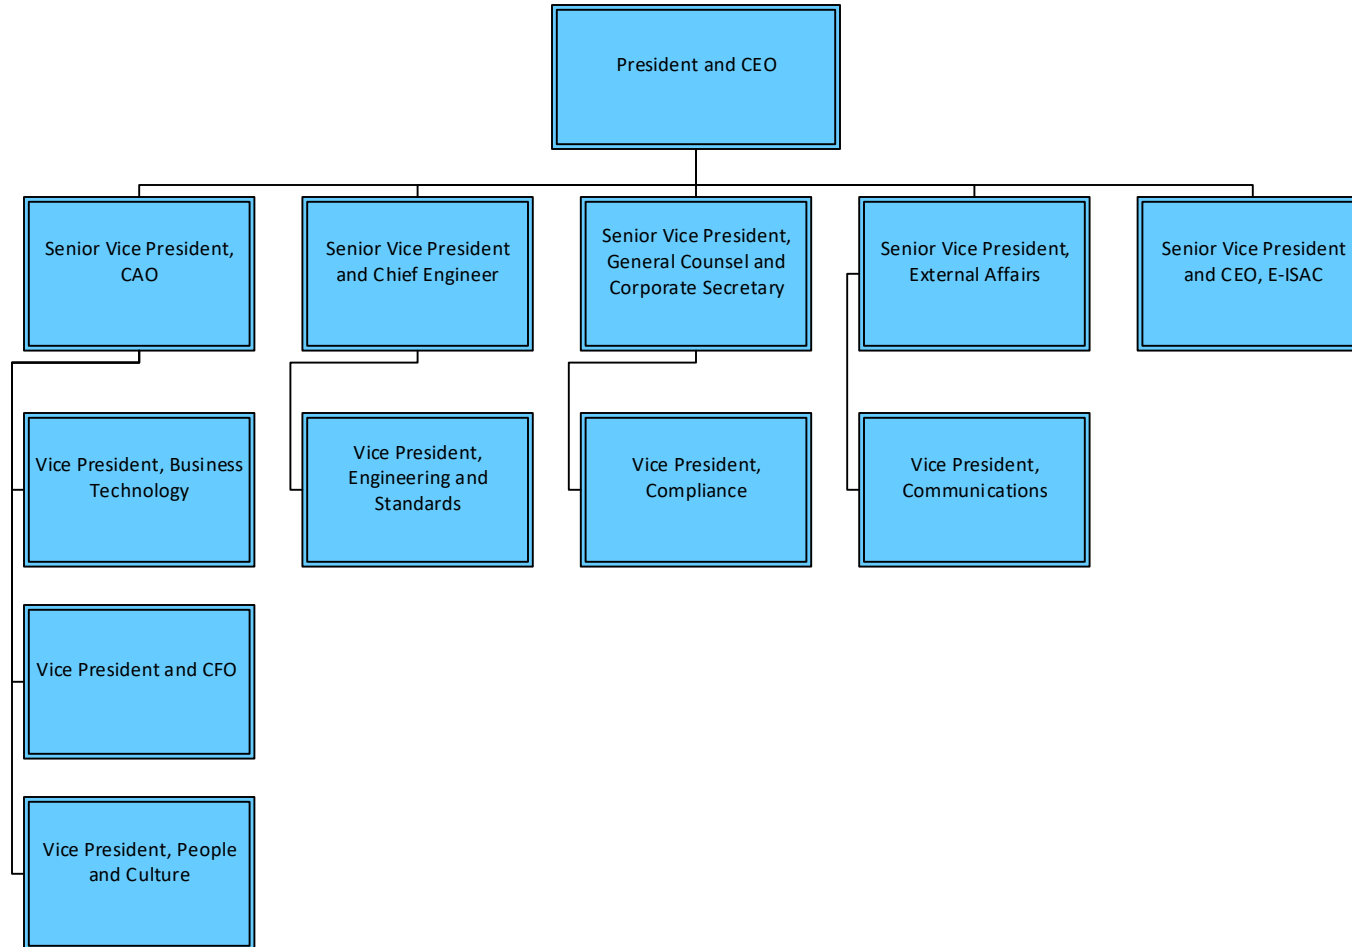 President and CEO
Senior Vice President,
CAO
Senior Vice President
and Chief Engineer
Senior Vice President,
General Counsel and
Corporate Secretary
Senior Vice President,
External Affairs
Senior Vice President
and CEO, E-ISAC
Vice President, Business
Technology
Vice President,
Engineering and
Standards
Vice President,
Compliance
Vice President,
Communications
Vice President and CFO
Vice President, People
and Culture